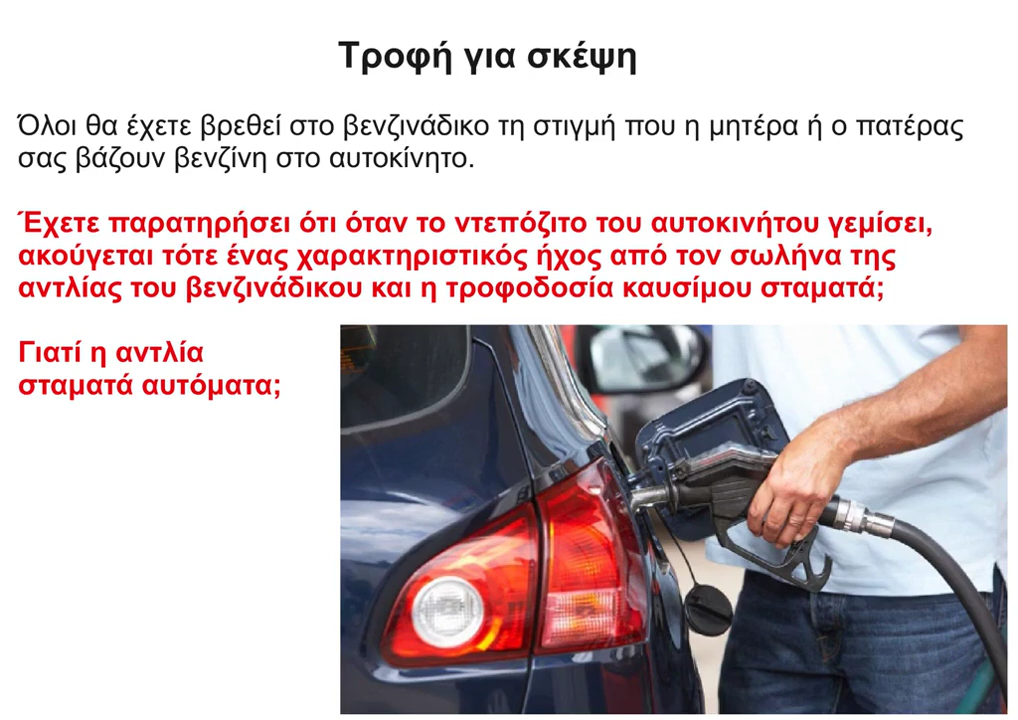 Τροφή για σκέψη
Όλοι θα έχετε βρεθεί στο βενζινάδικο τη στιγμή που η μητέρα ή ο πατέρας
σας βάζουν βενζίνη στο αυτοκίνητο.
Έχετε παρατηρήσει ότι όταν το ντεπόζιτο του αυτοκινήτου γεμίσει,
ακούγεται τότε ένας χαρακτηριστικός ήχος από τον σωλήνα της
αντλίας του βενζινάδικου και η τροφοδοσία καυσίμου σταματά;
Γιατί η αντλία
σταματά αυτόματα;